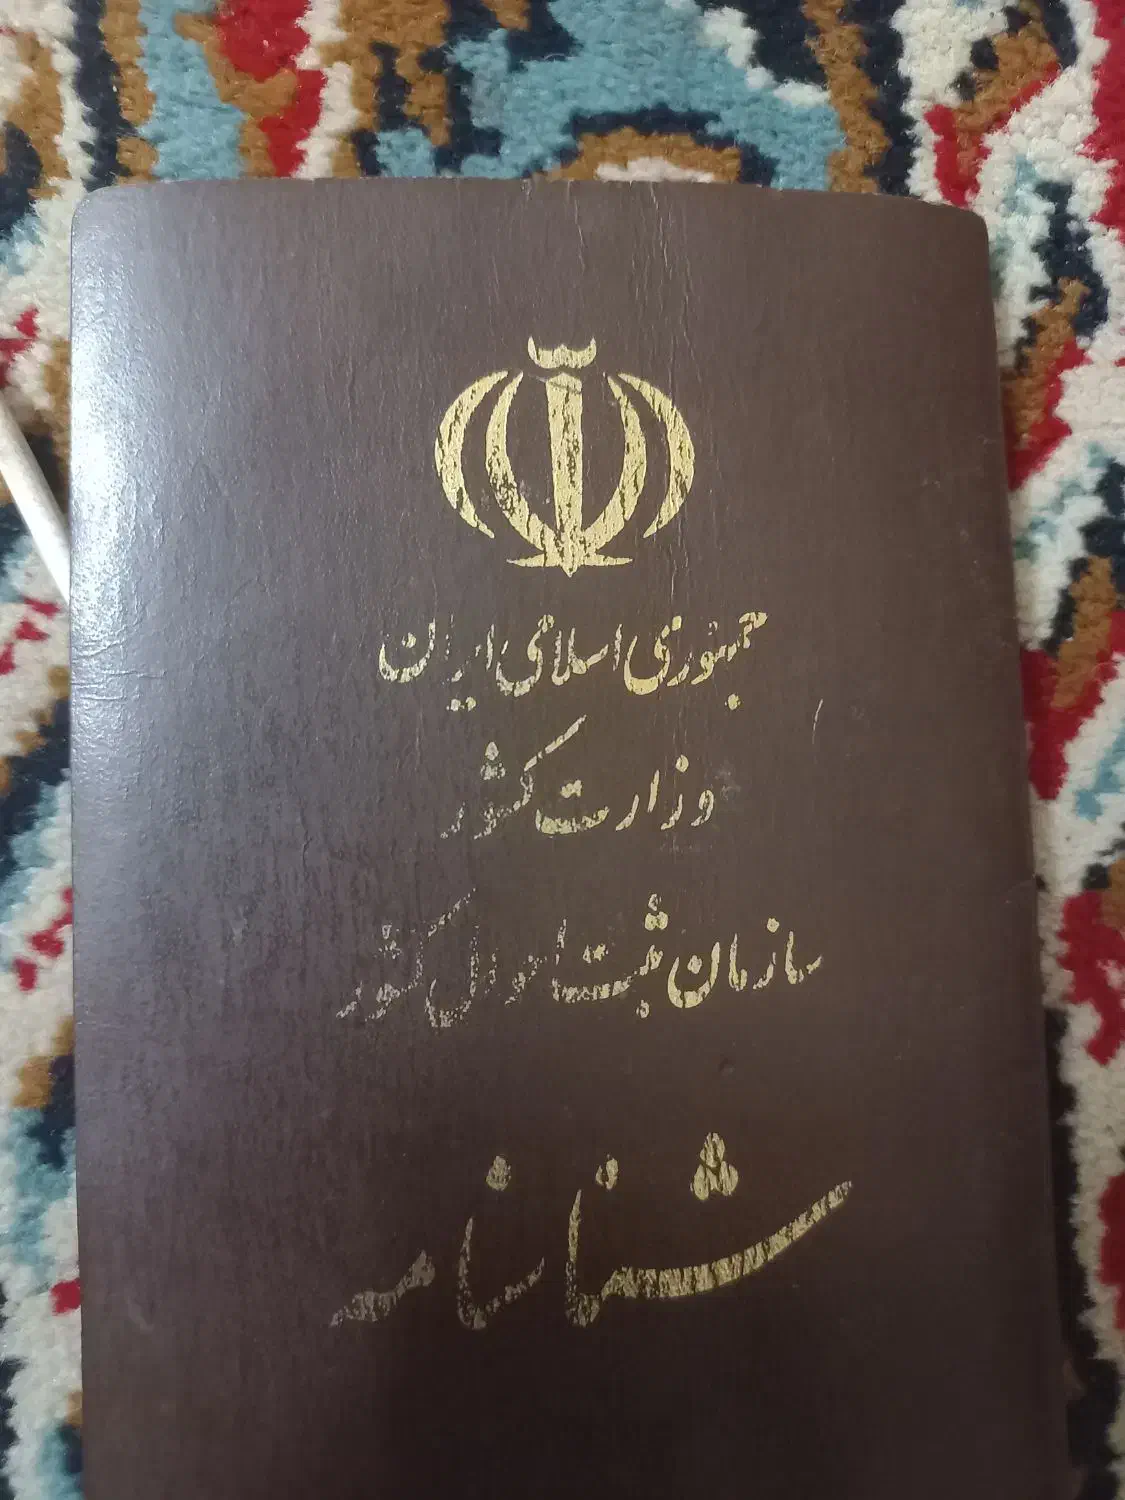 جمهوری اسلامی ایران
وزارت کشور
سازمان ثبت احوال کشور
شناسنامه